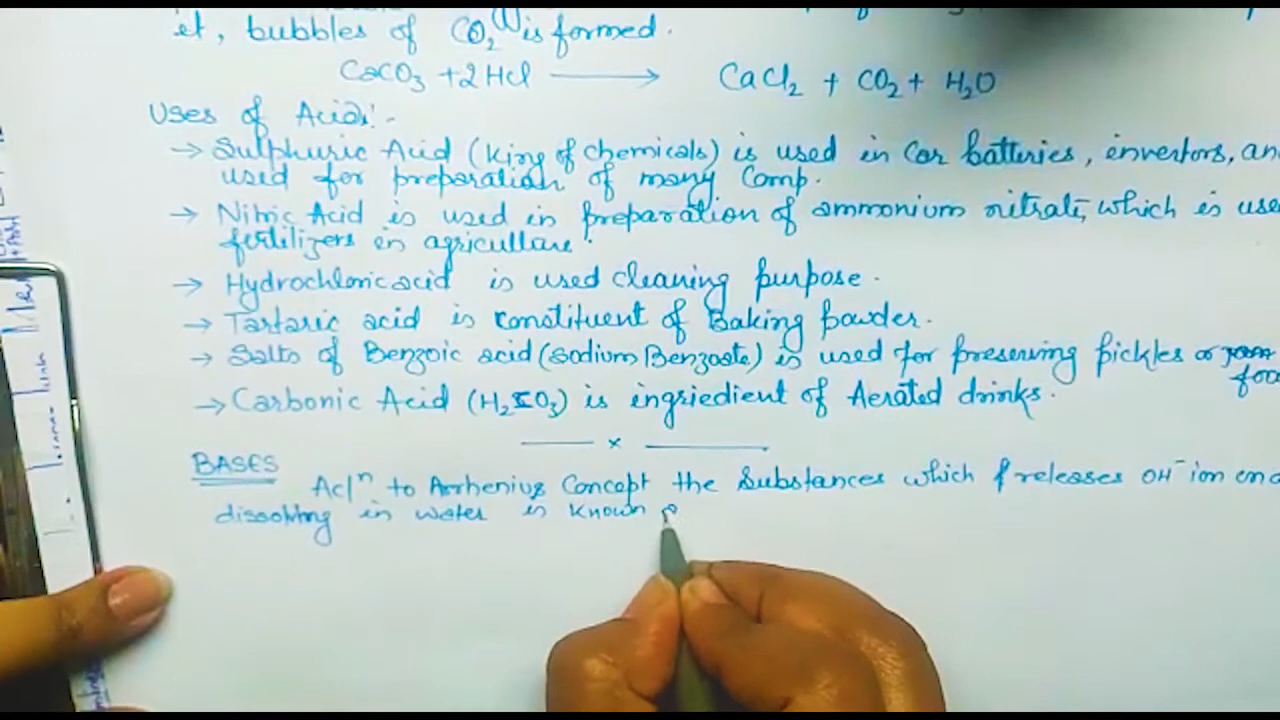 it, bubbles of CO₂ is formed.
CaCO₃ + 2HCl ⟶ CaCl₂ + CO₂ + H₂O
Uses of Acids:-
→ Sulphuric Acid (King of chemicals) is used in Car batteries, invertors, an
used for preparation of many Comp.
→ Nitric Acid is used in preparation of ammonium nitrate, which is use
fertilizers in agriculture.
→ Hydrochloric acid is used cleaning purpose.
→ Tartaric acid is constituent of Baking powder.
→ Salts of Benzoic acid (Sodium Benzoate) is used for preserving pickles or
foo
→ Carbonic Acid (H₂CO₃) is ingriedient of Aerated drinks.
—— x ——
BASES
Acl^n to Arrhenius Concept the Substances which releases OH⁻ ion on
dissolving in water is known